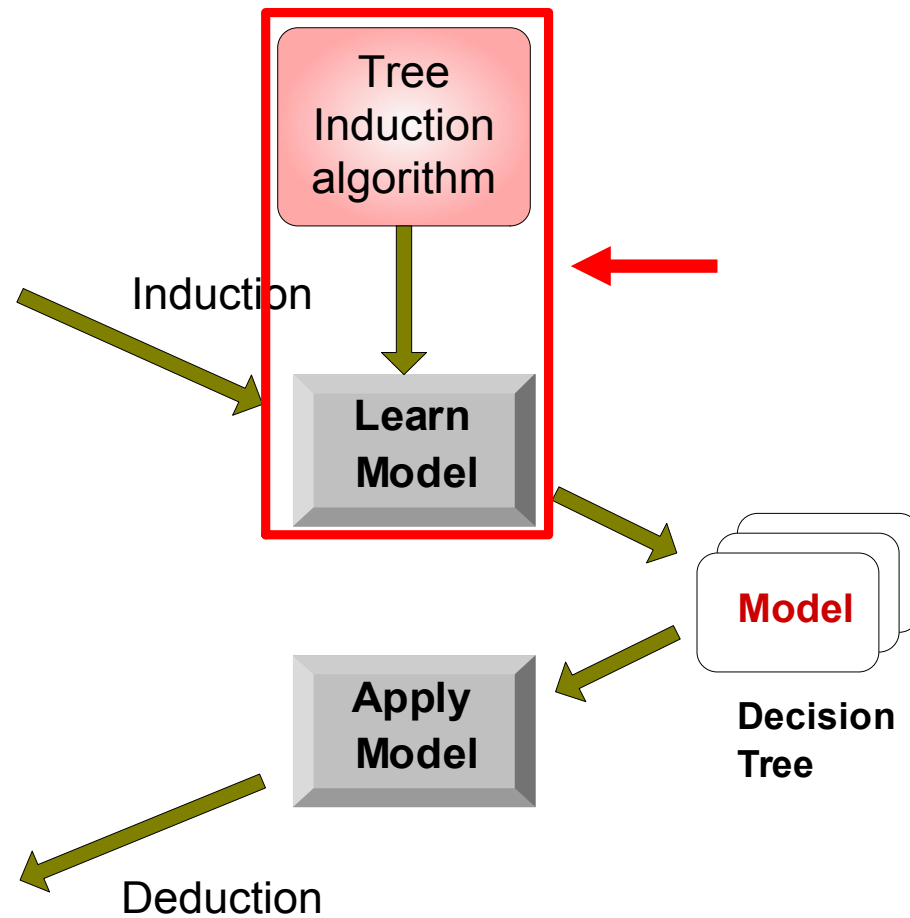 Tree
Induction
algorithm
Induction
Learn
Model
Model
Decision
Tree
Apply
Model
Deduction